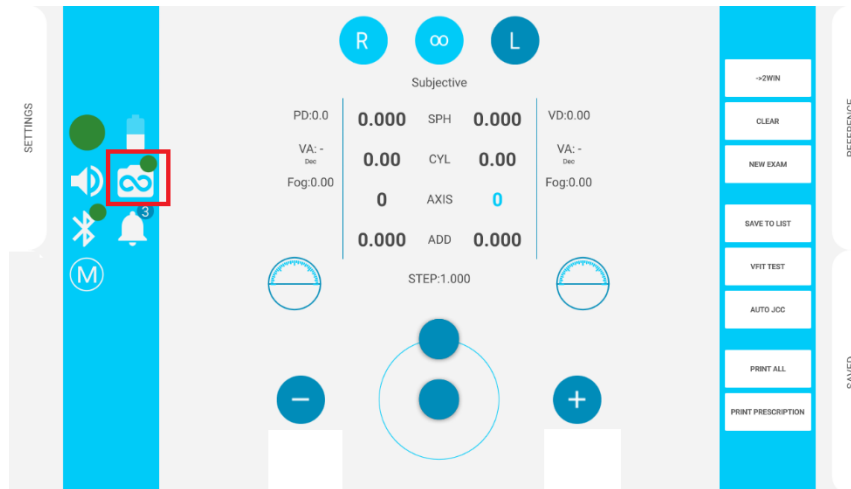 SETTINGS
3
M
R ∞ L
Subjective
PD:0.0 0.000 SPH 0.000 VD:0.00
VA: - 0.00 CYL 0.00 VA: -
Dec Dec
Fog:0.00 Fog:0.00
0 AXIS 0
0.000 ADD 0.000
STEP:1.000
− +
->2WIN
CLEAR
NEW EXAM
SAVE TO LIST
VFIT TEST
AUTO JCC
PRINT ALL
PRINT PRESCRIPTION
REFERENCE
SAVED